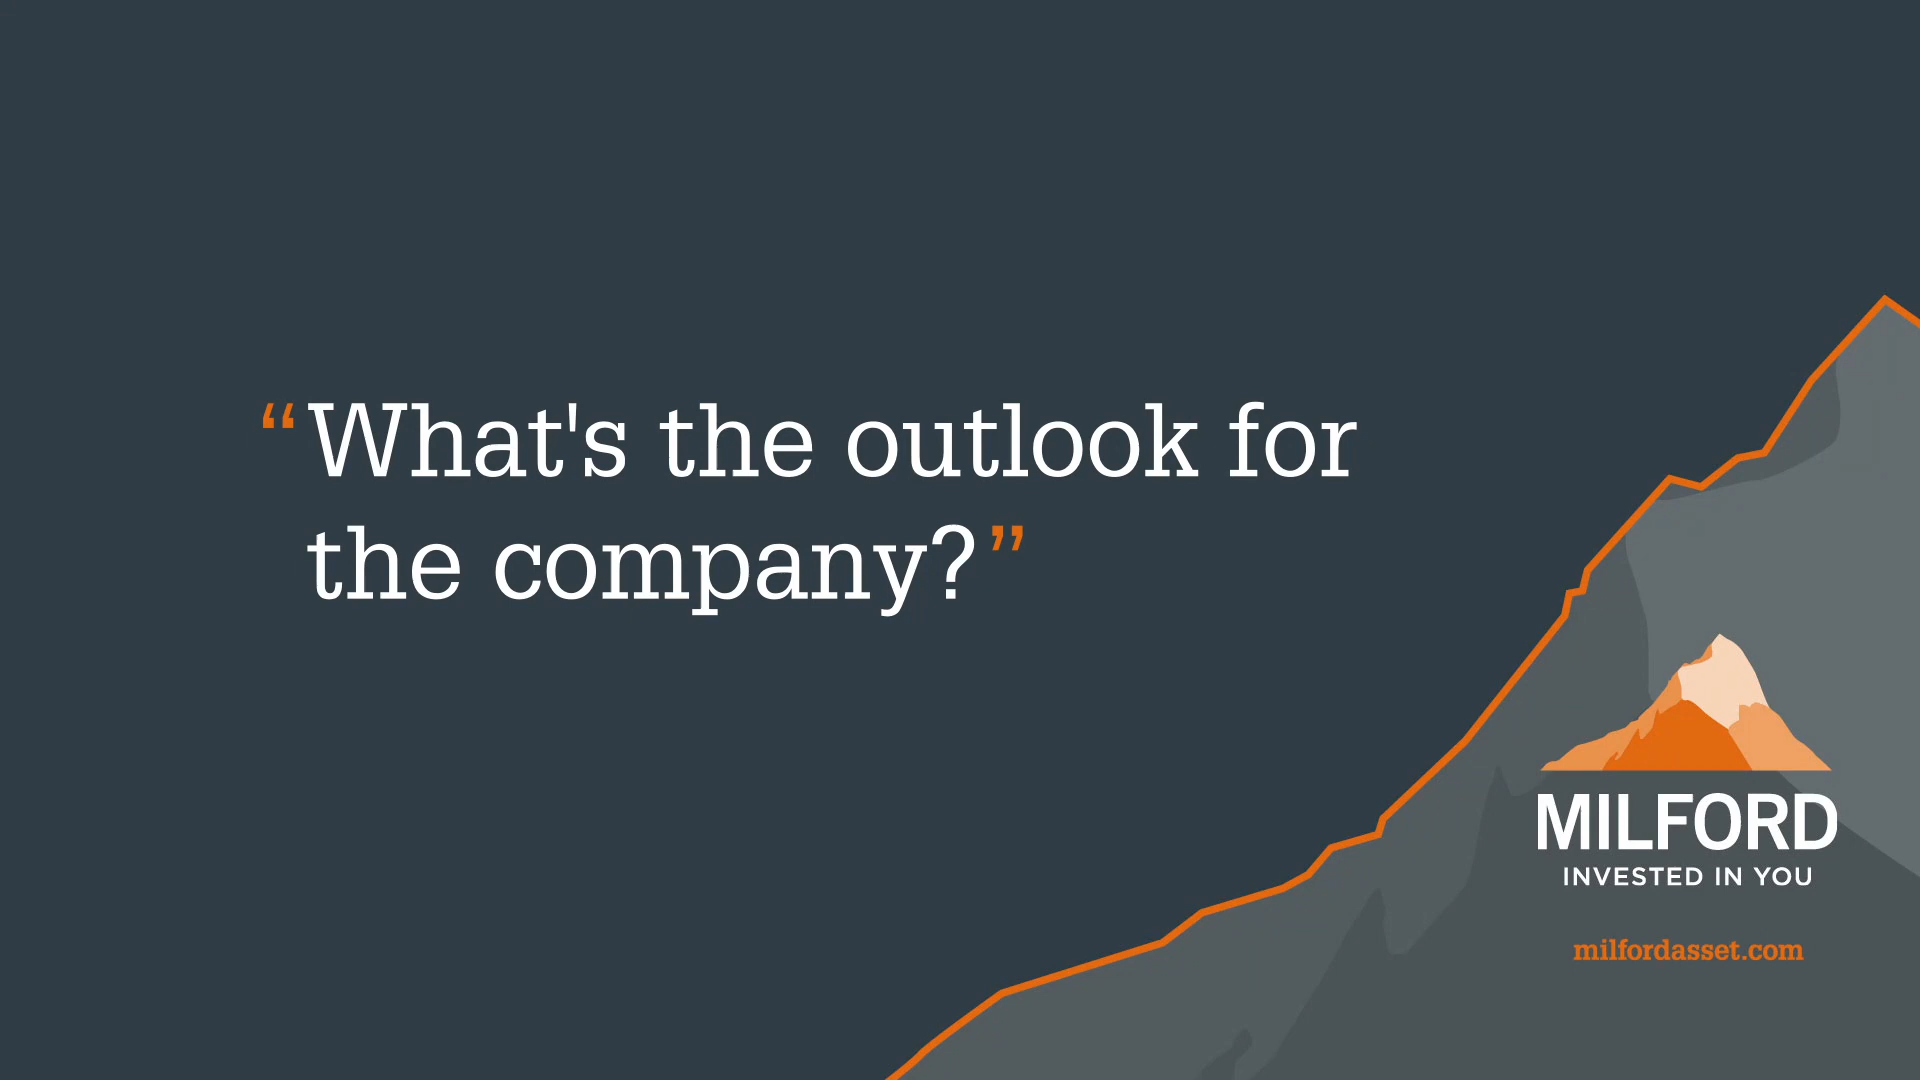 “What's the outlook for
the company?”
MILFORD
INVESTED IN YOU
milfordasset.com